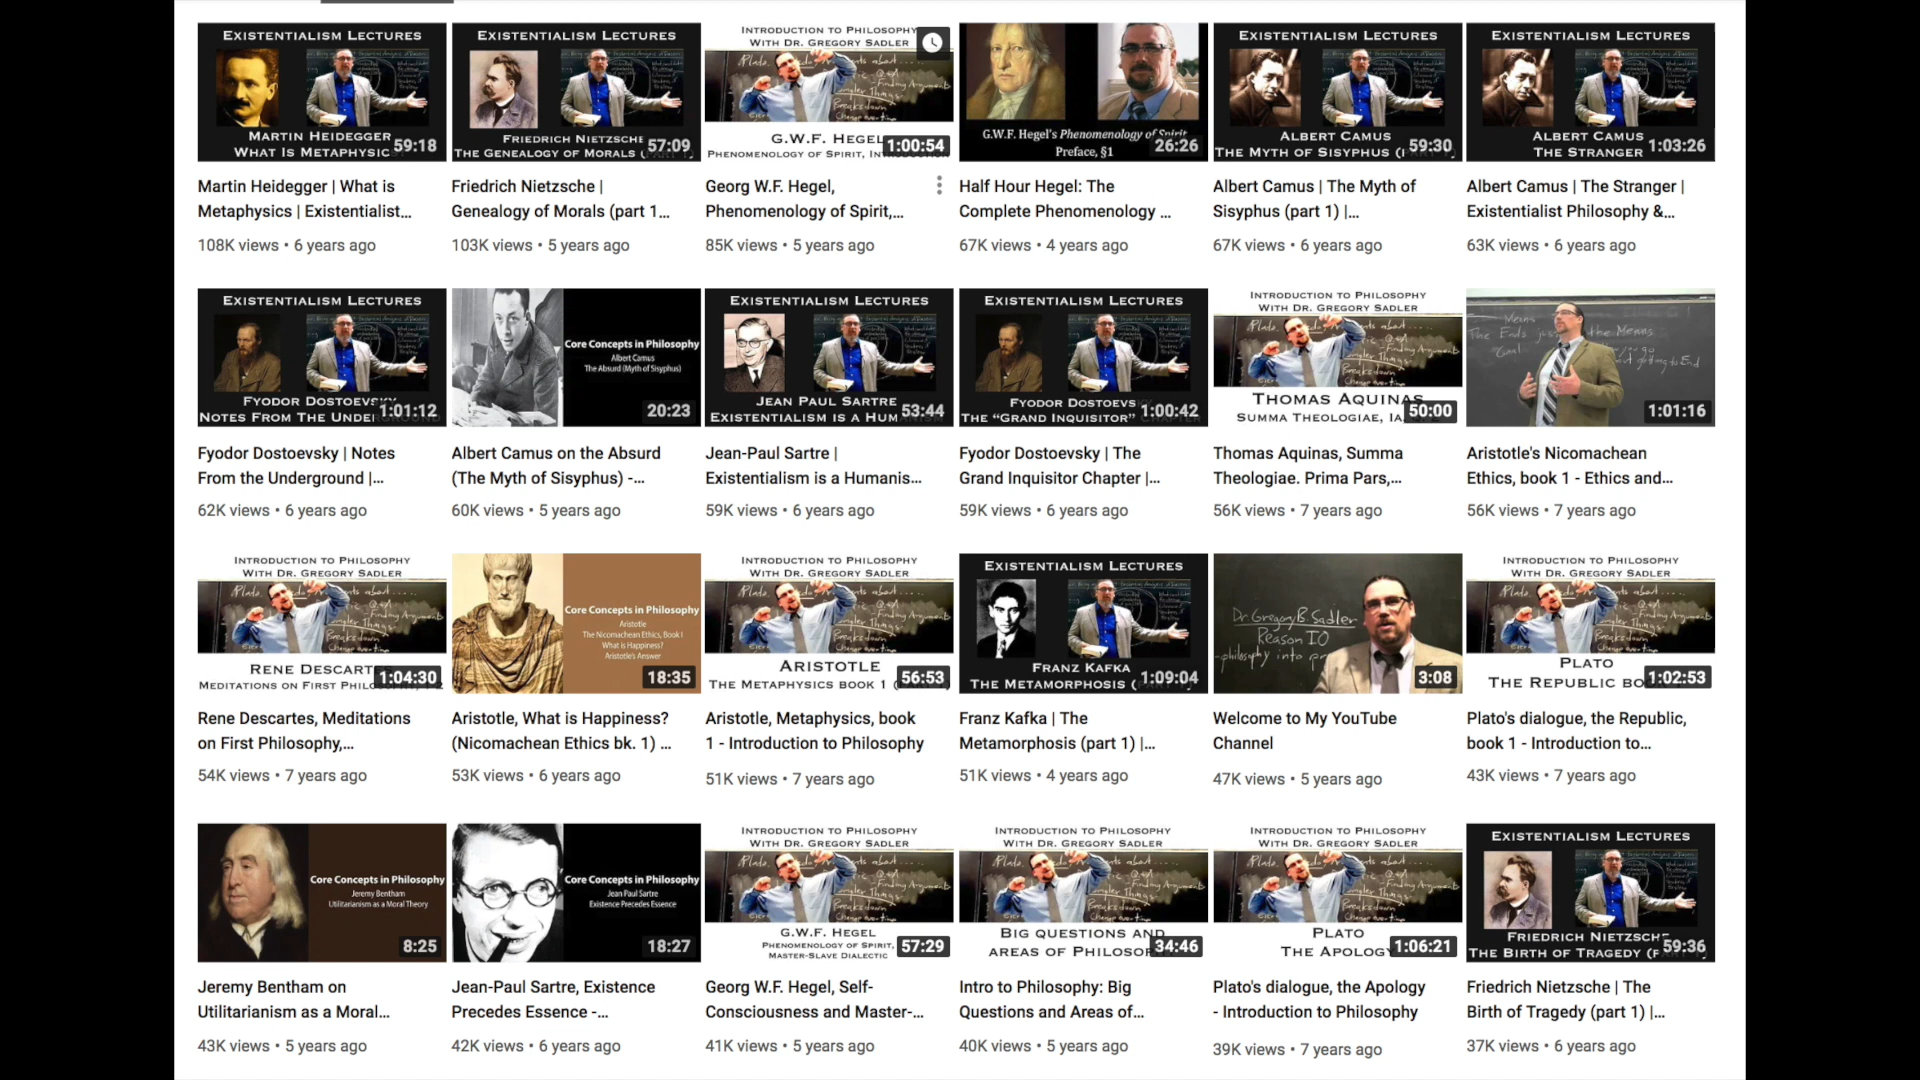 EXISTENTIALISM LECTURES
MARTIN HEIDEGGER
WHAT IS METAPHYSIC
59:18
Martin Heidegger | What is
Metaphysics | Existentialist...
108K views • 6 years ago
EXISTENTIALISM LECTURES
FRIEDRICH NIETZSCHE
THE GENEALOGY OF MORALS (
57:09
Friedrich Nietzsche |
Genealogy of Morals (part 1...
103K views • 5 years ago
INTRODUCTION TO PHILOSOPHY
WITH DR. GREGORY SADLER
G.W.F. HEGEL
PHENOMENOLOGY OF SPIRIT,
1:00:54
Georg W.F. Hegel,
Phenomenology of Spirit,...
85K views • 5 years ago
G.W.F. Hegel's Phenomenology of Spirit
Preface, §1
26:26
Half Hour Hegel: The
Complete Phenomenology ...
67K views • 4 years ago
EXISTENTIALISM LECTURES
ALBERT CAMUS
THE MYTH OF SISYPHUS (
59:30
Albert Camus | The Myth of
Sisyphus (part 1) |...
67K views • 6 years ago
EXISTENTIALISM LECTURES
ALBERT CAMUS
THE STRANGER
1:03:26
Albert Camus | The Stranger |
Existentialist Philosophy &...
63K views • 6 years ago
EXISTENTIALISM LECTURES
FYODOR DOSTOEVSKY
NOTES FROM THE UNDERGROUND
1:01:12
Fyodor Dostoevsky | Notes
From the Underground |...
62K views • 6 years ago
Core Concepts in Philosophy
Albert Camus
The Absurd (Myth of Sisyphus)
20:23
Albert Camus on the Absurd
(The Myth of Sisyphus) -...
60K views • 5 years ago
EXISTENTIALISM LECTURES
JEAN PAUL SARTRE
EXISTENTIALISM IS A HUM
53:44
Jean-Paul Sartre |
Existentialism is a Humanis...
59K views • 6 years ago
EXISTENTIALISM LECTURES
FYODOR DOSTOEVS
THE "GRAND INQUISITOR" CHAPTER
1:00:42
Fyodor Dostoevsky | The
Grand Inquisitor Chapter |...
59K views • 6 years ago
INTRODUCTION TO PHILOSOPHY
WITH DR. GREGORY SADLER
THOMAS AQUINAS
SUMMA THEOLOGIAE, IA
50:00
Thomas Aquinas, Summa
Theologiae. Prima Pars,...
56K views • 7 years ago
Means
The Ends just the Means
1:01:16
Aristotle's Nicomachean
Ethics, book 1 - Ethics and...
56K views • 7 years ago
INTRODUCTION TO PHILOSOPHY
WITH DR. GREGORY SADLER
RENE DESCARTES
MEDITATIONS ON FIRST PHILO
1:04:30
Rene Descartes, Meditations
on First Philosophy,...
54K views • 7 years ago
Core Concepts in Philosophy
Aristotle
The Nicomachean Ethics, Book I
What is Happiness?
Aristotle's Answer
18:35
Aristotle, What is Happiness?
(Nicomachean Ethics bk. 1) ...
53K views • 6 years ago
INTRODUCTION TO PHILOSOPHY
WITH DR. GREGORY SADLER
ARISTOTLE
THE METAPHYSICS BOOK 1 (
56:53
Aristotle, Metaphysics, book
1 - Introduction to Philosophy
51K views • 7 years ago
EXISTENTIALISM LECTURES
FRANZ KAFKA
THE METAMORPHOSIS (
1:09:04
Franz Kafka | The
Metamorphosis (part 1) |...
51K views • 4 years ago
Dr Gregory B. Sadler
Reason IO
philosophy into pr
3:08
Welcome to My YouTube
Channel
47K views • 5 years ago
INTRODUCTION TO PHILOSOPHY
WITH DR. GREGORY SADLER
PLATO
THE REPUBLIC BO
1:02:53
Plato's dialogue, the Republic,
book 1 - Introduction to...
43K views • 7 years ago
Core Concepts in Philosophy
Jeremy Bentham
Utilitarianism as a Moral Theory
8:25
Jeremy Bentham on
Utilitarianism as a Moral...
43K views • 5 years ago
Core Concepts in Philosophy
Jean Paul Sartre
Existence Precedes Essence
18:27
Jean-Paul Sartre, Existence
Precedes Essence -...
42K views • 6 years ago
INTRODUCTION TO PHILOSOPHY
WITH DR. GREGORY SADLER
G.W.F. HEGEL
PHENOMENOLOGY OF SPIRIT,
MASTER-SLAVE DIALECTIC
57:29
Georg W.F. Hegel, Self-
Consciousness and Master-...
41K views • 5 years ago
INTRODUCTION TO PHILOSOPHY
WITH DR. GREGORY SADLER
BIG QUESTIONS AND
AREAS OF PHILOSOP
34:46
Intro to Philosophy: Big
Questions and Areas of...
40K views • 5 years ago
INTRODUCTION TO PHILOSOPHY
WITH DR. GREGORY SADLER
PLATO
THE APOLOGY
1:06:21
Plato's dialogue, the Apology
- Introduction to Philosophy
39K views • 7 years ago
EXISTENTIALISM LECTURES
FRIEDRICH NIETZSCHE
THE BIRTH OF TRAGEDY (
59:36
Friedrich Nietzsche | The
Birth of Tragedy (part 1) |...
37K views • 6 years ago